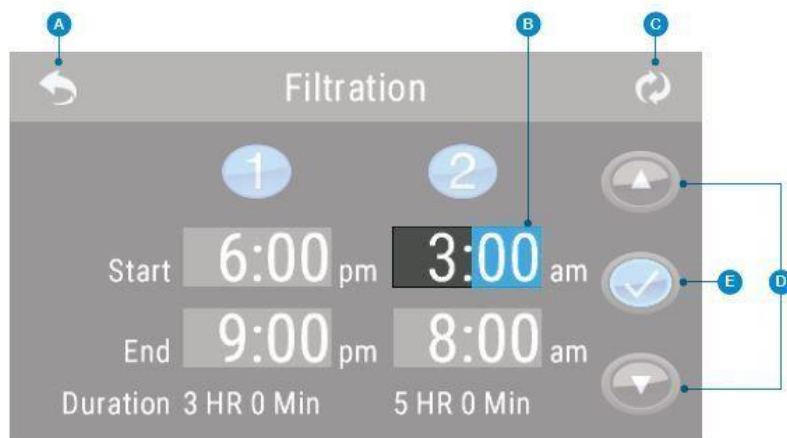 A B C
Filtration
1 2
Start 6:00 pm 3:00 am
E D
End 9:00 pm 8:00 am
Duration 3 HR 0 Min 5 HR 0 Min